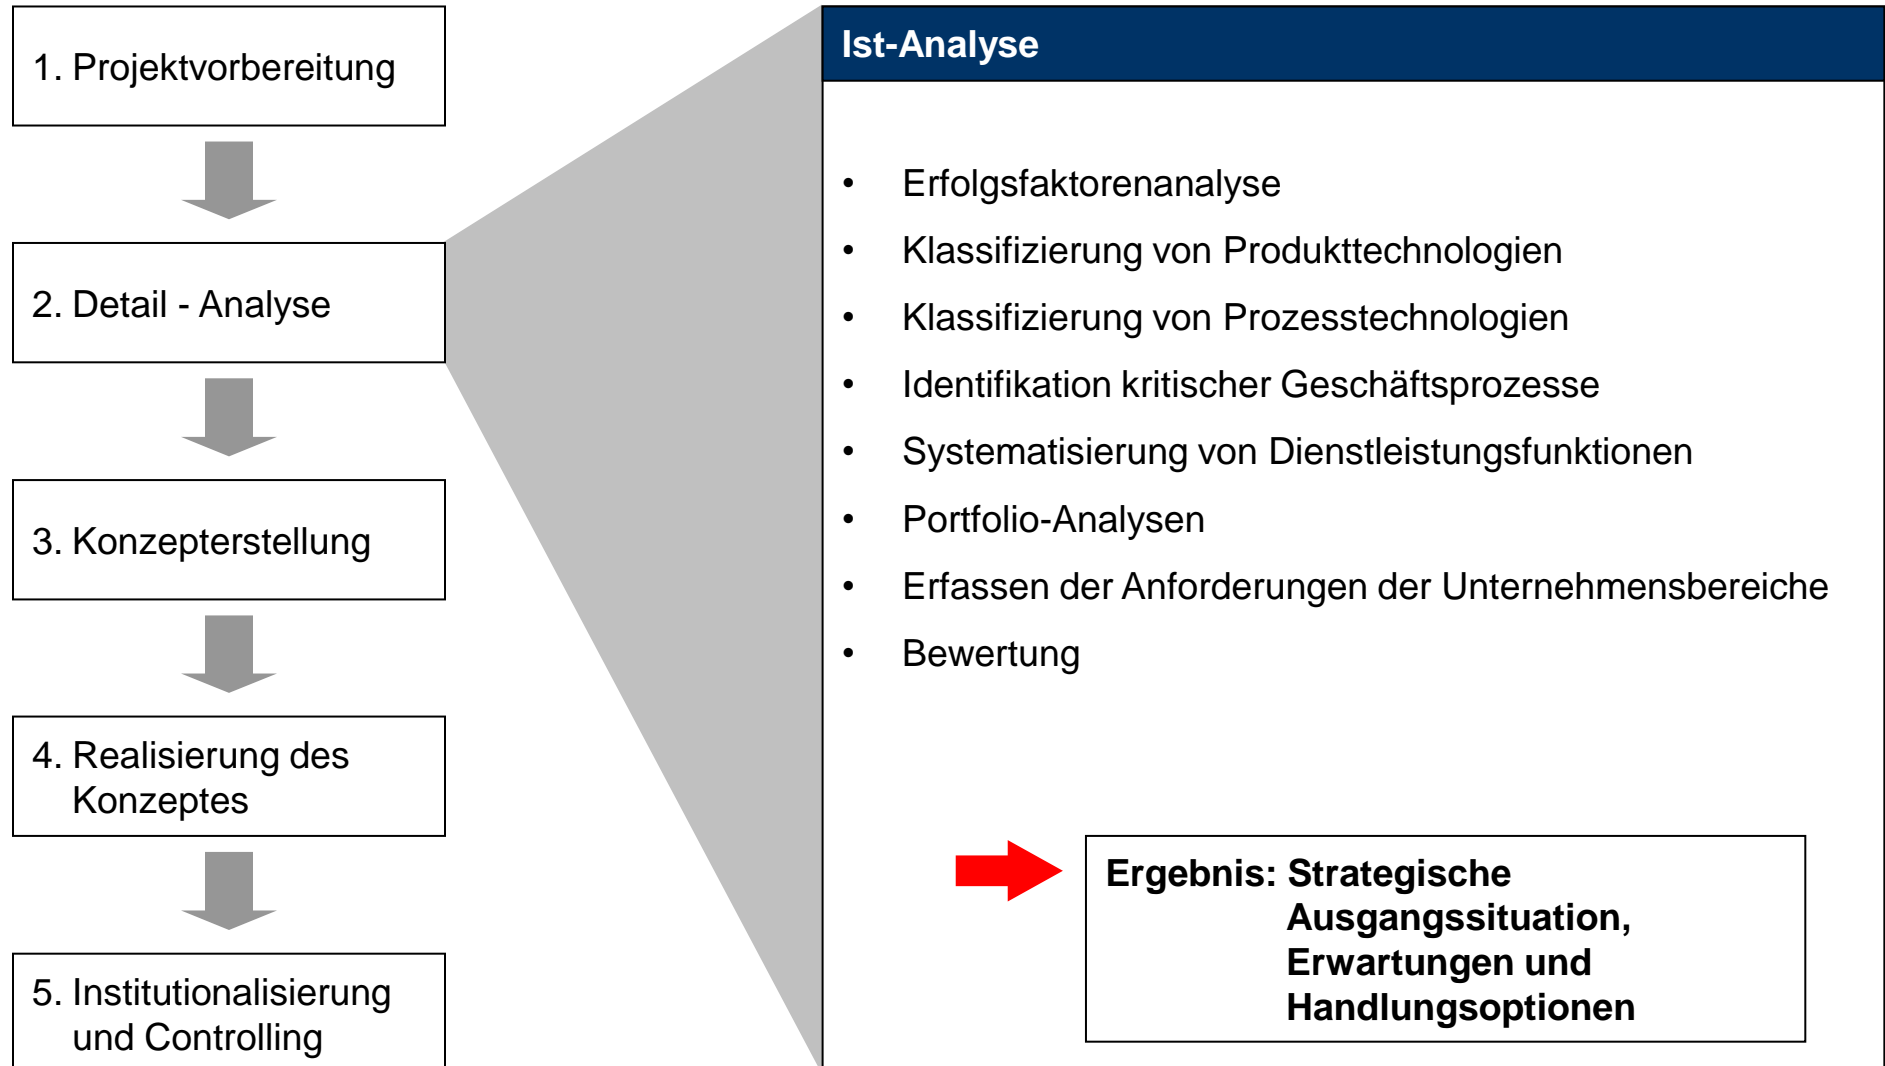 1. Projektvorbereitung
2. Detail - Analyse
3. Konzepterstellung
4. Realisierung des
Konzeptes
5. Institutionalisierung
und Controlling
Ist-Analyse
• Erfolgsfaktorenanalyse
• Klassifizierung von Produkttechnologien
• Klassifizierung von Prozesstechnologien
• Identifikation kritischer Geschäftsprozesse
• Systematisierung von Dienstleistungsfunktionen
• Portfolio-Analysen
• Erfassen der Anforderungen der Unternehmensbereiche
• Bewertung
Ergebnis: Strategische
Ausgangssituation,
Erwartungen und
Handlungsoptionen